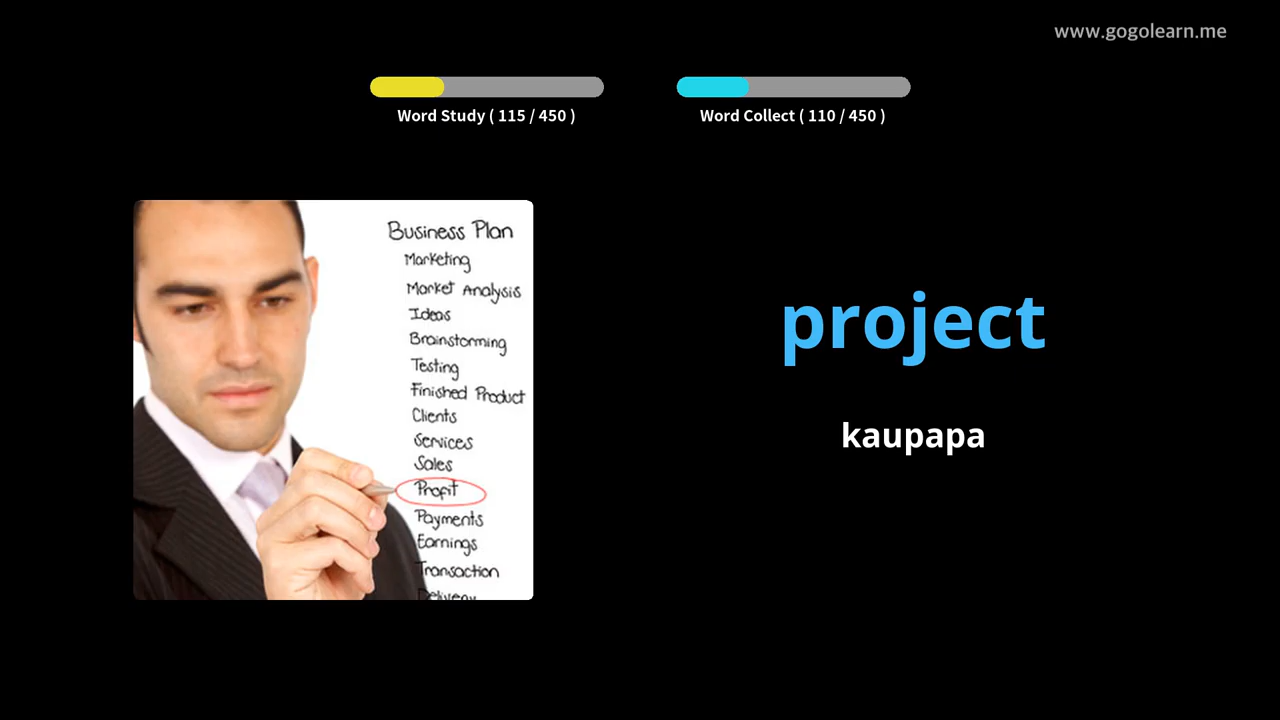 www.gogolearn.me
Word Study ( 115 / 450 )
Word Collect ( 110 / 450 )
Business Plan
Marketing
Market Analysis
Ideas
Brainstorming
Testing
Finished Product
Clients
Services
Sales
Profit
Payments
Earnings
Transaction
Delivery
project
kaupapa